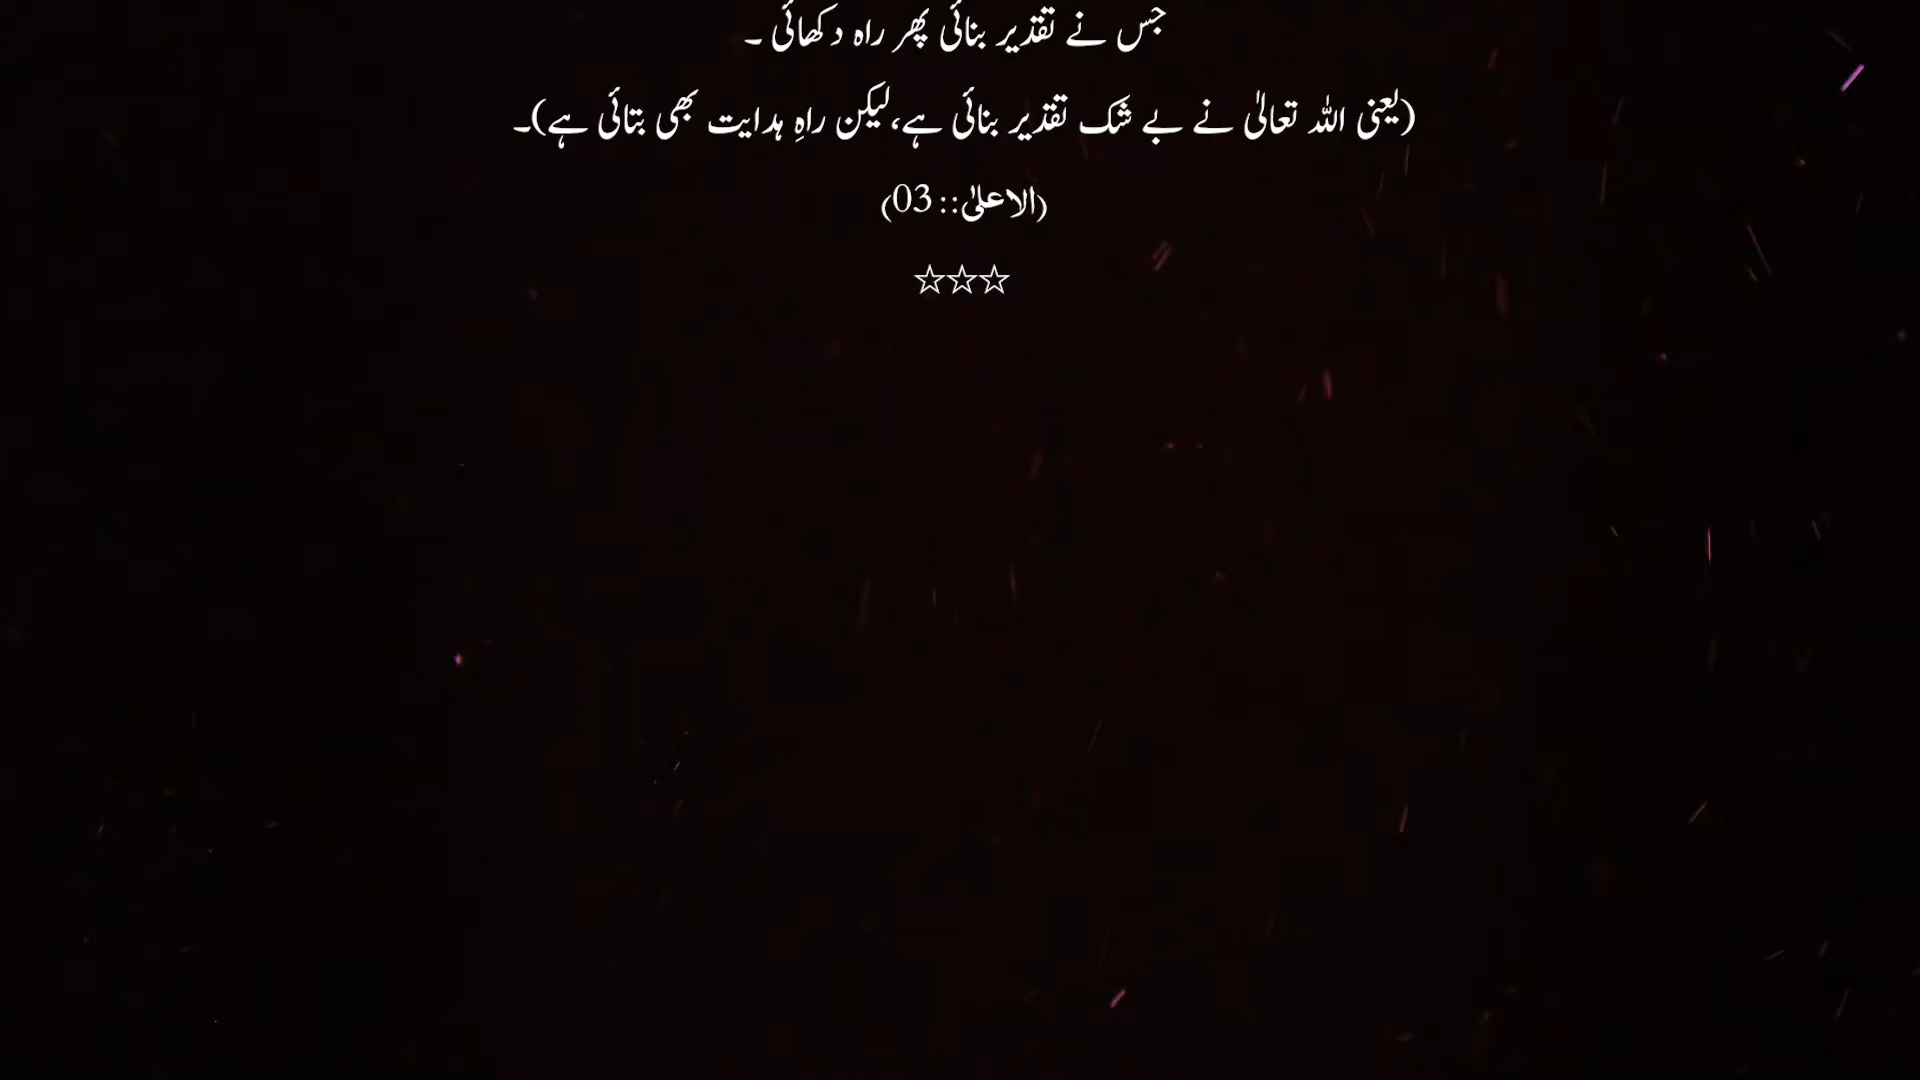 جس نے تقدیر بنائی پھر راہ دکھائی ۔
(یعنی اللہ تعالیٰ نے بے شک تقدیر بنائی ہے،لیکن راہِ ہدایت بھی بتائی ہے)۔
(الاعلیٰ:: 03)
☆☆☆